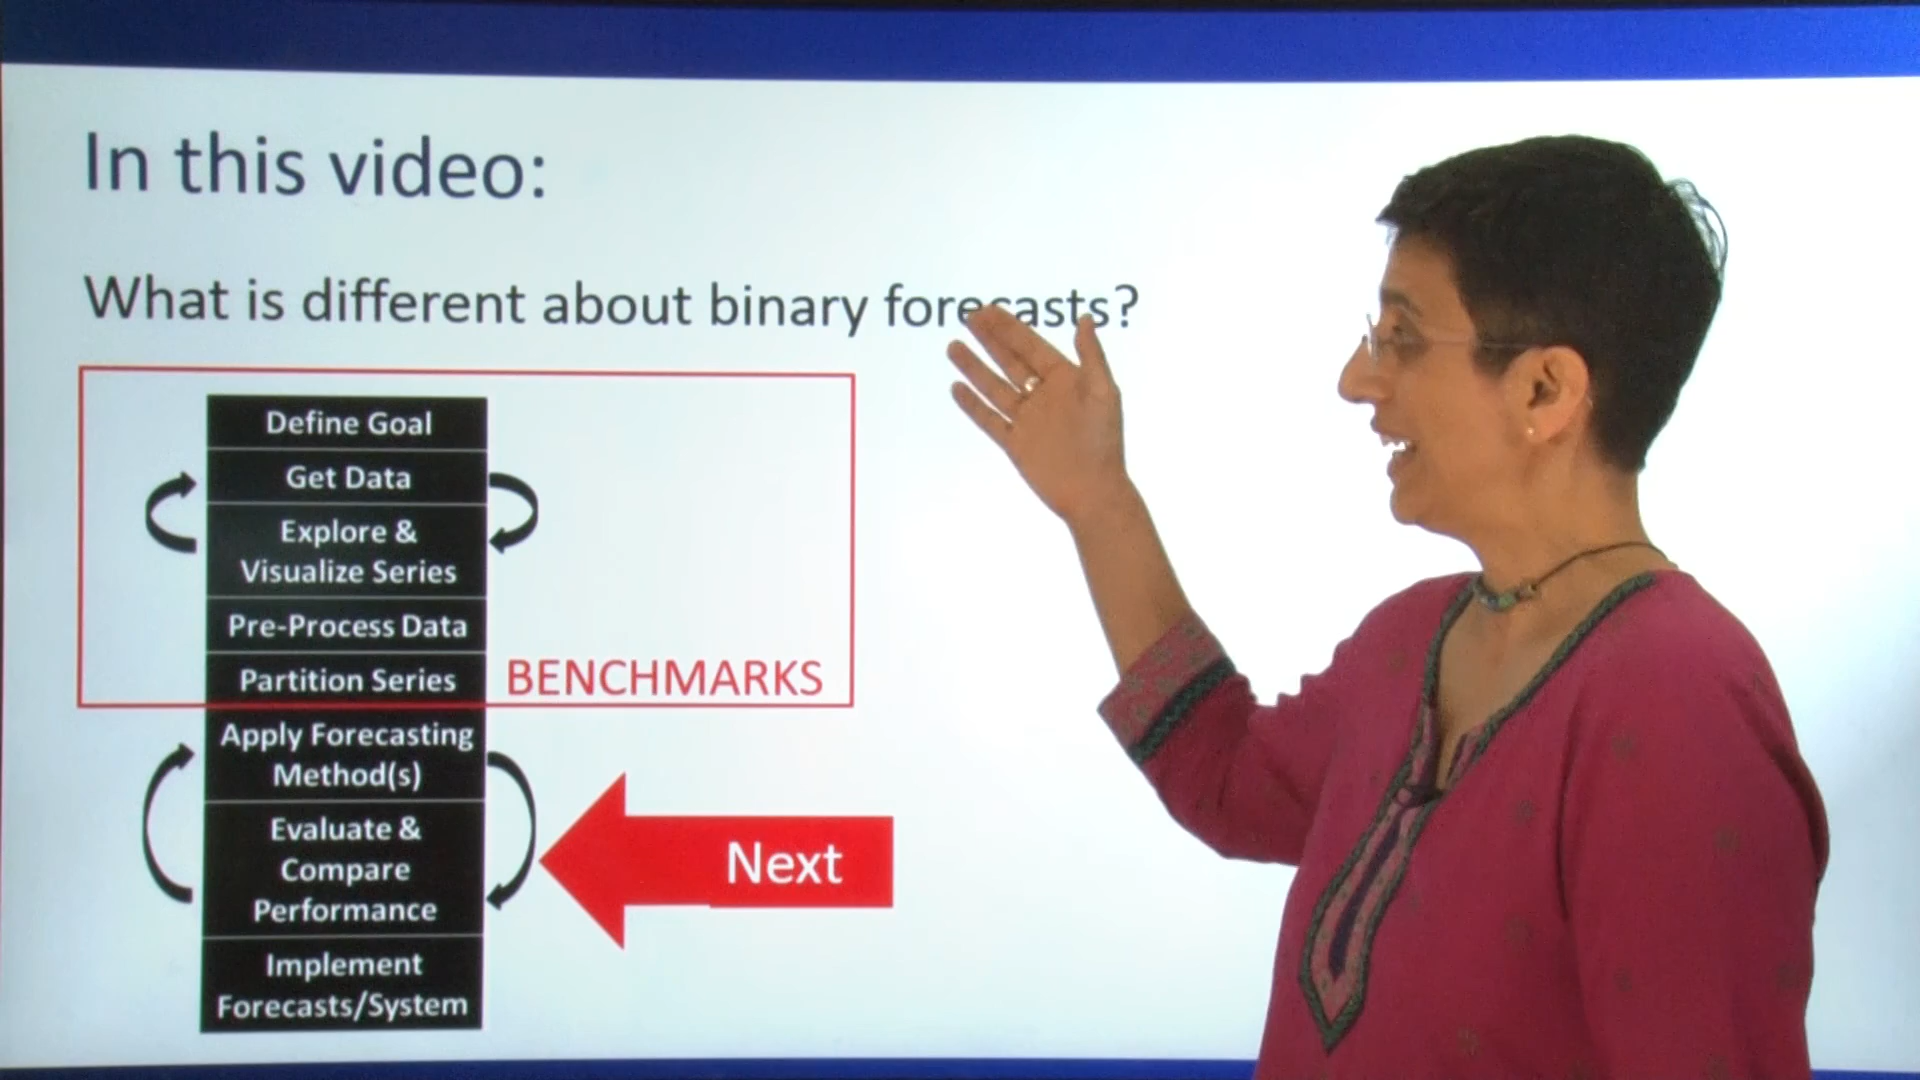 In this video:
What is different about binary forecasts?
Define Goal
Get Data
Explore &
Visualize Series
Pre-Process Data
Partition Series
BENCHMARKS
Apply Forecasting
Method(s)
Evaluate &
Compare
Performance
Next
Implement
Forecasts/System